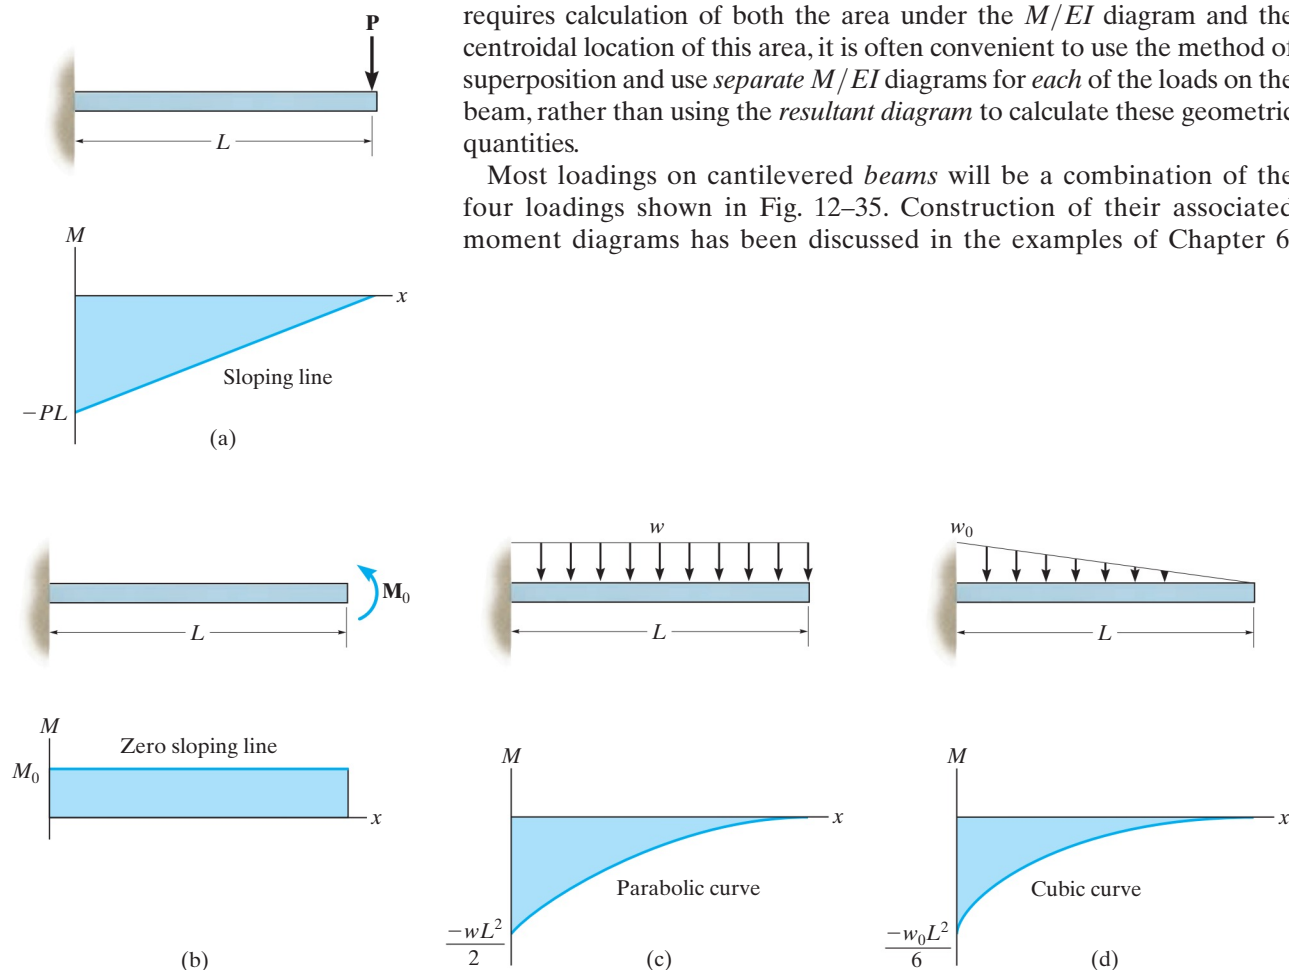 requires calculation of both the area under the M/EI diagram and the
centroidal location of this area, it is often convenient to use the method of
superposition and use separate M/EI diagrams for each of the loads on the
beam, rather than using the resultant diagram to calculate these geometric
quantities.
Most loadings on cantilevered beams will be a combination of the
four loadings shown in Fig. 12–35. Construction of their associated
moment diagrams has been discussed in the examples of Chapter 6
P
L
M
x
Sloping line
−PL
(a)
M₀
L
M
Zero sloping line
M₀
x
(b)
w
L
M
x
Parabolic curve
−wL²
2
(c)
w₀
L
M
x
Cubic curve
−w₀L²
6
(d)